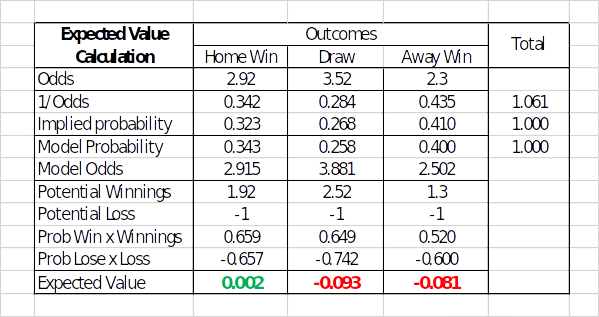 Expected Value Calculation Outcomes Total
Home Win Draw Away Win
Odds 2.92 3.52 2.3
1/Odds 0.342 0.284 0.435 1.061
Implied probability 0.323 0.268 0.410 1.000
Model Probability 0.343 0.258 0.400 1.000
Model Odds 2.915 3.881 2.502
Potential Winnings 1.92 2.52 1.3
Potential Loss -1 -1 -1
Prob Win x Winnings 0.659 0.649 0.520
Prob Lose x Loss -0.657 -0.742 -0.600
Expected Value 0.002 -0.093 -0.081